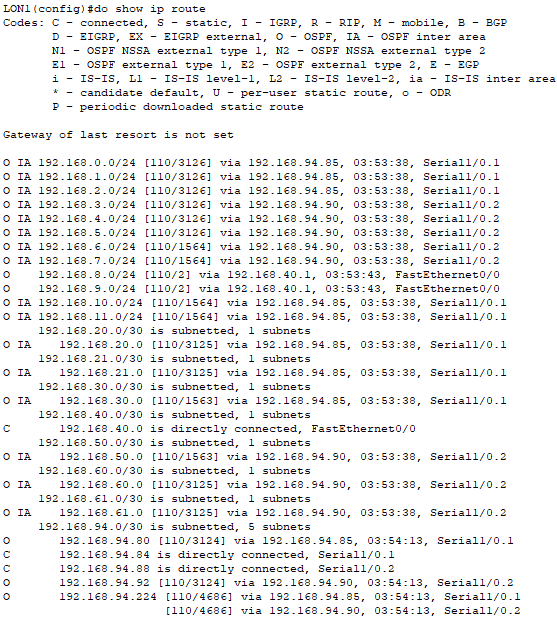 LON1(config)#do show ip route
Codes: C - connected, S - static, I - IGRP, R - RIP, M - mobile, B - BGP
       D - EIGRP, EX - EIGRP external, O - OSPF, IA - OSPF inter area
       N1 - OSPF NSSA external type 1, N2 - OSPF NSSA external type 2
       E1 - OSPF external type 1, E2 - OSPF external type 2, E - EGP
       i - IS-IS, L1 - IS-IS level-1, L2 - IS-IS level-2, ia - IS-IS inter area
       * - candidate default, U - per-user static route, o - ODR
       P - periodic downloaded static route

Gateway of last resort is not set

O IA 192.168.0.0/24 [110/3126] via 192.168.94.85, 03:53:38, Serial1/0.1
O IA 192.168.1.0/24 [110/3126] via 192.168.94.85, 03:53:38, Serial1/0.1
O IA 192.168.2.0/24 [110/3126] via 192.168.94.85, 03:53:38, Serial1/0.1
O IA 192.168.3.0/24 [110/3126] via 192.168.94.90, 03:53:38, Serial1/0.2
O IA 192.168.4.0/24 [110/3126] via 192.168.94.90, 03:53:38, Serial1/0.2
O IA 192.168.5.0/24 [110/3126] via 192.168.94.90, 03:53:38, Serial1/0.2
O IA 192.168.6.0/24 [110/1564] via 192.168.94.90, 03:53:38, Serial1/0.2
O IA 192.168.7.0/24 [110/1564] via 192.168.94.90, 03:53:38, Serial1/0.2
O    192.168.8.0/24 [110/2] via 192.168.40.1, 03:53:43, FastEthernet0/0
O    192.168.9.0/24 [110/2] via 192.168.40.1, 03:53:43, FastEthernet0/0
O IA 192.168.10.0/24 [110/1564] via 192.168.94.85, 03:53:38, Serial1/0.1
O IA 192.168.11.0/24 [110/1564] via 192.168.94.85, 03:53:38, Serial1/0.1
     192.168.20.0/30 is subnetted, 1 subnets
O IA    192.168.20.0 [110/3125] via 192.168.94.85, 03:53:38, Serial1/0.1
     192.168.21.0/30 is subnetted, 1 subnets
O IA    192.168.21.0 [110/3125] via 192.168.94.85, 03:53:38, Serial1/0.1
     192.168.30.0/30 is subnetted, 1 subnets
O IA    192.168.30.0 [110/1563] via 192.168.94.85, 03:53:38, Serial1/0.1
     192.168.40.0/30 is subnetted, 1 subnets
C       192.168.40.0 is directly connected, FastEthernet0/0
     192.168.50.0/30 is subnetted, 1 subnets
O IA    192.168.50.0 [110/1563] via 192.168.94.90, 03:53:38, Serial1/0.2
     192.168.60.0/30 is subnetted, 1 subnets
O IA    192.168.60.0 [110/3125] via 192.168.94.90, 03:53:38, Serial1/0.2
     192.168.61.0/30 is subnetted, 1 subnets
O IA    192.168.61.0 [110/3125] via 192.168.94.90, 03:53:38, Serial1/0.2
     192.168.94.0/30 is subnetted, 5 subnets
O       192.168.94.80 [110/3124] via 192.168.94.85, 03:54:13, Serial1/0.1
C       192.168.94.84 is directly connected, Serial1/0.1
C       192.168.94.88 is directly connected, Serial1/0.2
O       192.168.94.92 [110/3124] via 192.168.94.90, 03:54:13, Serial1/0.2
O       192.168.94.224 [110/4686] via 192.168.94.85, 03:54:13, Serial1/0.1
                       [110/4686] via 192.168.94.90, 03:54:13, Serial1/0.2